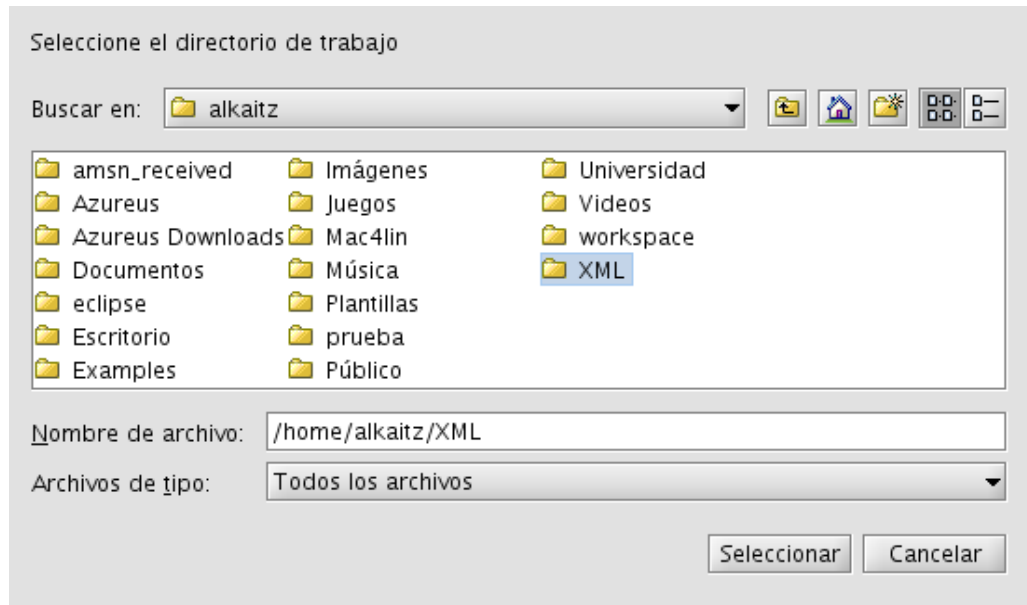 Seleccione el directorio de trabajo
Buscar en: alkaitz
amsn_received Imágenes Universidad
Azureus Juegos Videos
Azureus Downloads Mac4lin workspace
Documentos Música XML
eclipse Plantillas
Escritorio prueba
Examples Público
Nombre de archivo: /home/alkaitz/XML
Archivos de tipo: Todos los archivos
Seleccionar Cancelar